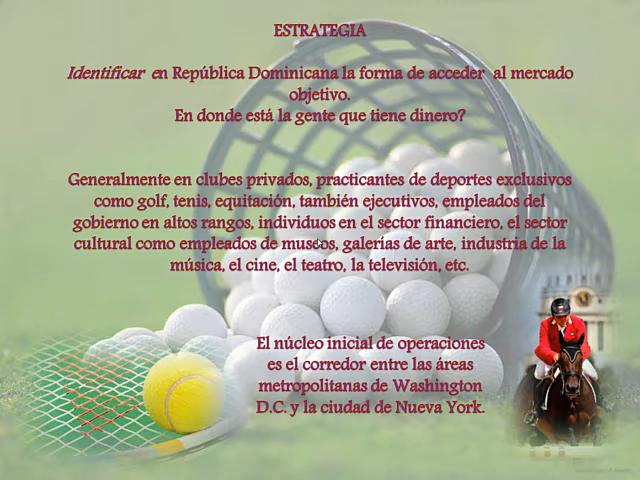 ESTRATEGIA
Identificar en República Dominicana la forma de acceder al mercado
objetivo.
En donde está la gente que tiene dinero?
Generalmente en clubes privados, practicantes de deportes exclusivos
como golf, tenis, equitación, también ejecutivos, empleados del
gobierno en altos rangos, individuos en el sector financiero, el sector
cultural como empleados de museos, galerías de arte, industria de la
música, el cine, el teatro, la televisión, etc.
El núcleo inicial de operaciones
es el corredor entre las áreas
metropolitanas de Washington
D.C. y la ciudad de Nueva York.